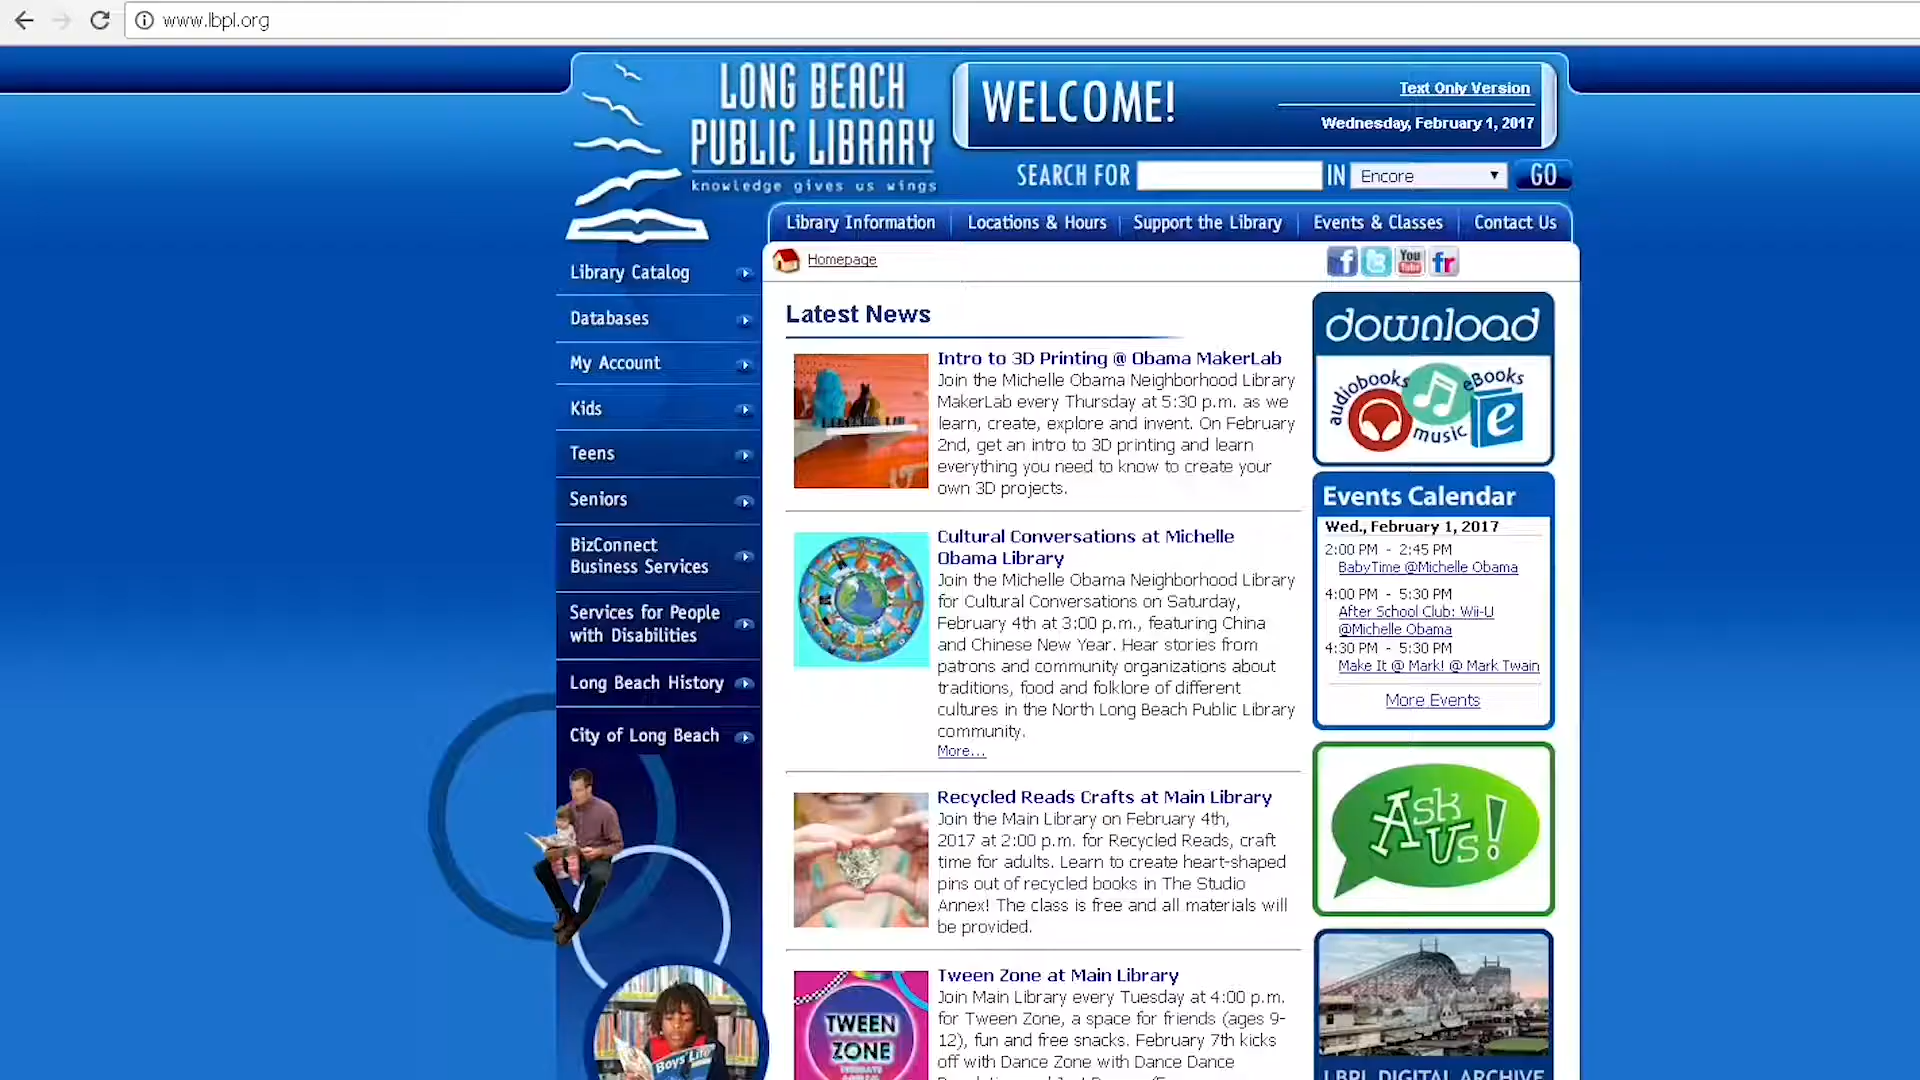 www.lbpl.org
LONG BEACH
PUBLIC LIBRARY
knowledge gives us wings
WELCOME!
Text Only Version
Wednesday, February 1, 2017
SEARCH FOR IN Encore GO
Library Information Locations & Hours Support the Library Events & Classes Contact Us
Homepage
f t You Tube fr
Library Catalog
Databases
My Account
Kids
Teens
Seniors
BizConnect
Business Services
Services for People
with Disabilities
Long Beach History
City of Long Beach
Boys' Life
Latest News
Intro to 3D Printing @ Obama MakerLab
Join the Michelle Obama Neighborhood Library
MakerLab every Thursday at 5:30 p.m. as we
learn, create, explore and invent. On February
2nd, get an intro to 3D printing and learn
everything you need to know to create your
own 3D projects.
Cultural Conversations at Michelle
Obama Library
Join the Michelle Obama Neighborhood Library
for Cultural Conversations on Saturday,
February 4th at 3:00 p.m., featuring China
and Chinese New Year. Hear stories from
patrons and community organizations about
traditions, food and folklore of different
cultures in the North Long Beach Public Library
community.
More...
Recycled Reads Crafts at Main Library
Join the Main Library on February 4th,
2017 at 2:00 p.m. for Recycled Reads, craft
time for adults. Learn to create heart-shaped
pins out of recycled books in The Studio
Annex! The class is free and all materials will
be provided.
TWEEN
ZONE
Tween Zone at Main Library
Join Main Library every Tuesday at 4:00 p.m.
for Tween Zone, a space for friends (ages 9-
12), fun and free snacks. February 7th kicks
off with Dance Zone with Dance Dance
download
audiobooks
music
eBooks
e
Events Calendar
Wed., February 1, 2017
2:00 PM - 2:45 PM
BabyTime @Michelle Obama
4:00 PM - 5:30 PM
After School Club: Wii-U
@Michelle Obama
4:30 PM - 5:30 PM
Make It @ Mark! @ Mark Twain
More Events
Ask
Us!
LBPL DIGITAL ARCHIVE